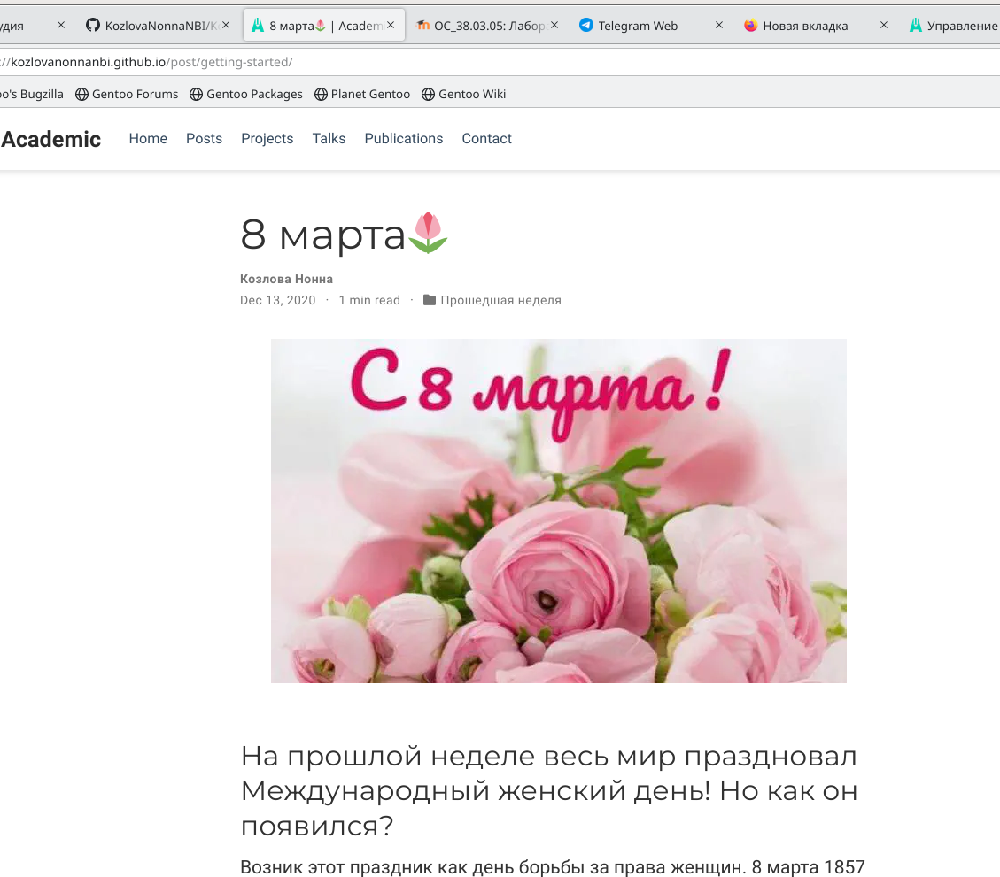 удия
KozlovaNonnaNBI/K
8 марта🌷 | Academ
ОС_38.03.05: Лабор
Telegram Web
Новая вкладка
Управление
://kozlovanonnanbi.github.io/post/getting-started/
oo's Bugzilla Gentoo Forums Gentoo Packages Planet Gentoo Gentoo Wiki
Academic Home Posts Projects Talks Publications Contact
8 марта🌷
Козлова Нонна
Dec 13, 2020 · 1 min read · Прошедшая неделя
С 8 марта!
На прошлой неделе весь мир праздновал
Международный женский день! Но как он
появился?
Возник этот праздник как день борьбы за права женщин. 8 марта 1857